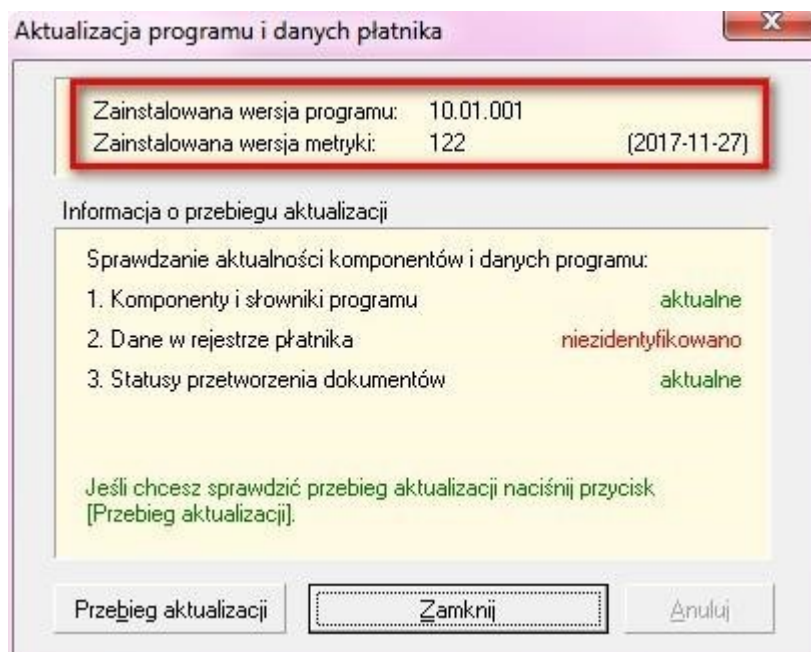 Aktualizacja programu i danych płatnika
Zainstalowana wersja programu: 10.01.001
Zainstalowana wersja metryki: 122 (2017-11-27)
Informacja o przebiegu aktualizacji
Sprawdzanie aktualności komponentów i danych programu:
1. Komponenty i słowniki programu aktualne
2. Dane w rejestrze płatnika niezidentyfikowano
3. Statusy przetworzenia dokumentów aktualne
Jeśli chcesz sprawdzić przebieg aktualizacji naciśnij przycisk
[Przebieg aktualizacji].
Przebieg aktualizacji Zamknij Anuluj